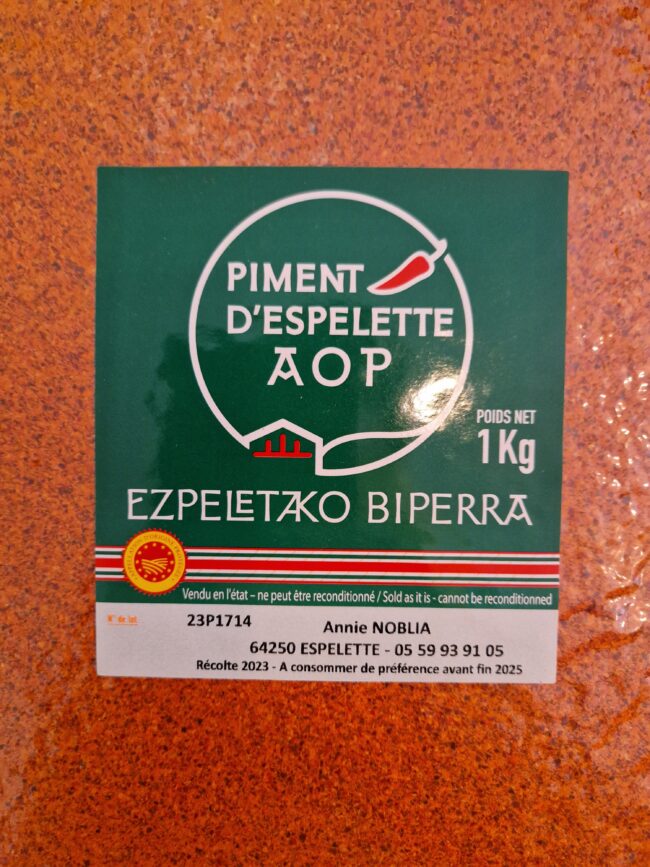 PIMENT
D'ESPELETTE
AOP
POIDS NET
1 Kg
EZPELETAKO BIPERRA
Vendu en l'état – ne peut être reconditionné / Sold as it is - cannot be reconditionned
N° de lot
23P1714
Annie NOBLIA
64250 ESPELETTE - 05 59 93 91 05
Récolte 2023 - A consommer de préférence avant fin 2025